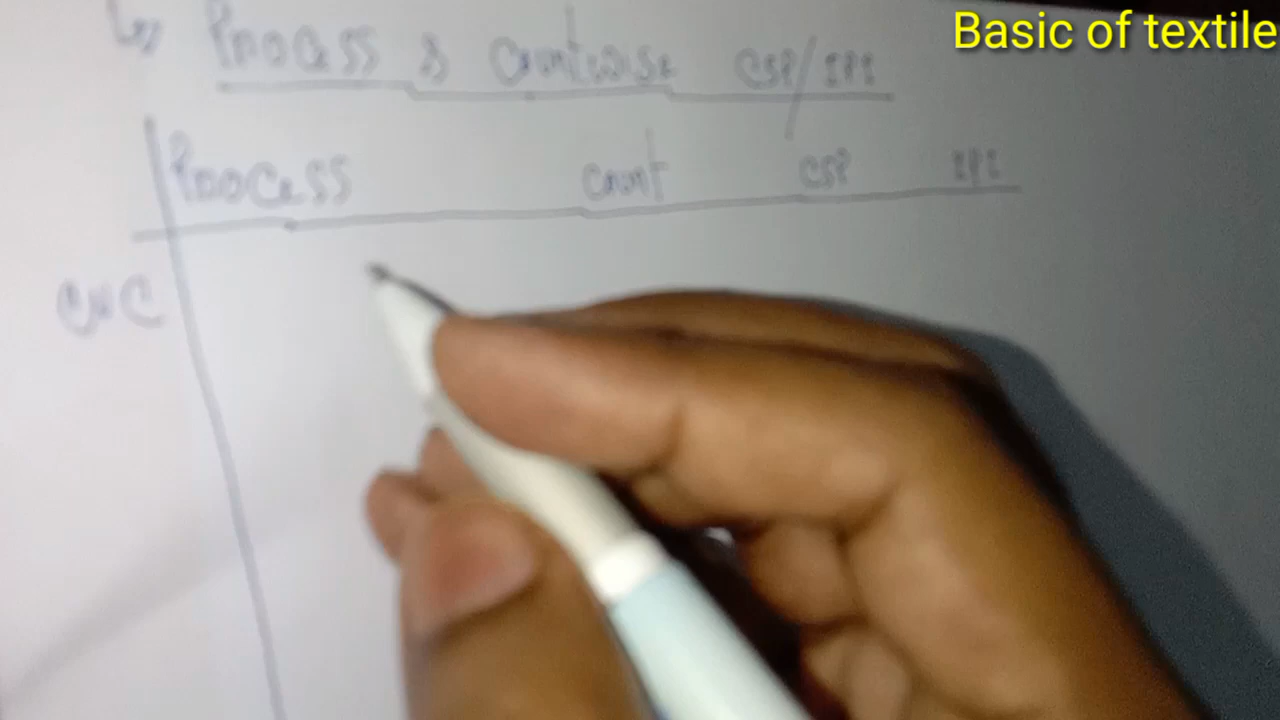 Basic of textile
Process & Countwise CSP/IPI
Process Count CSP IPI